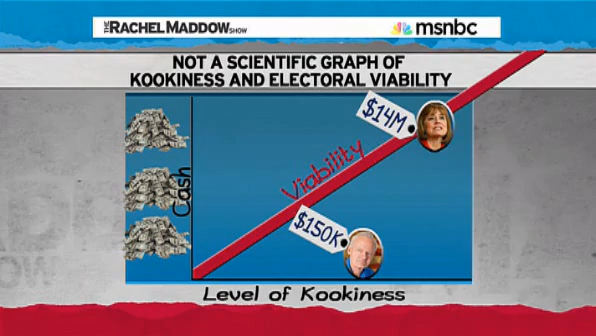 THE RACHEL MADDOW SHOW
msnbc
NOT A SCIENTIFIC GRAPH OF
KOOKINESS AND ELECTORAL VIABILITY
$14M
Viability
Cash
$150K
Level of Kookiness